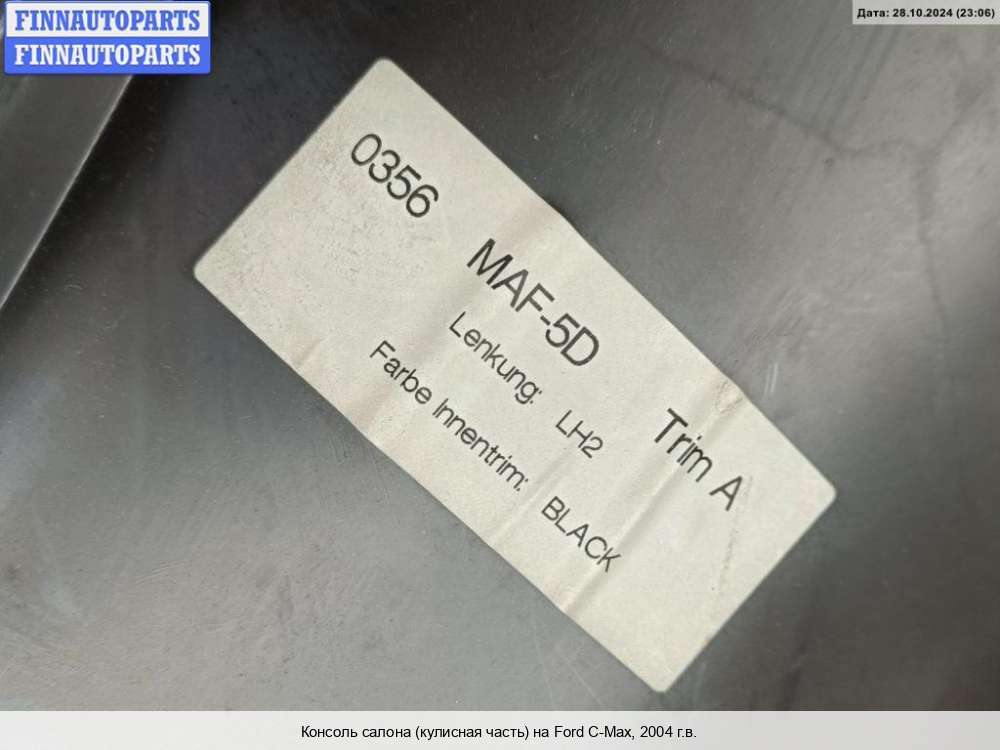 FINNAUTOPARTS
FINNAUTOPARTS
Дата: 28.10.2024 (23:06)
0356 MAF-5D Trim A
Lenkung: LH2
Farbe Innentrim: BLACK
Консоль салона (кулисная часть) на Ford C-Max, 2004 г.в.